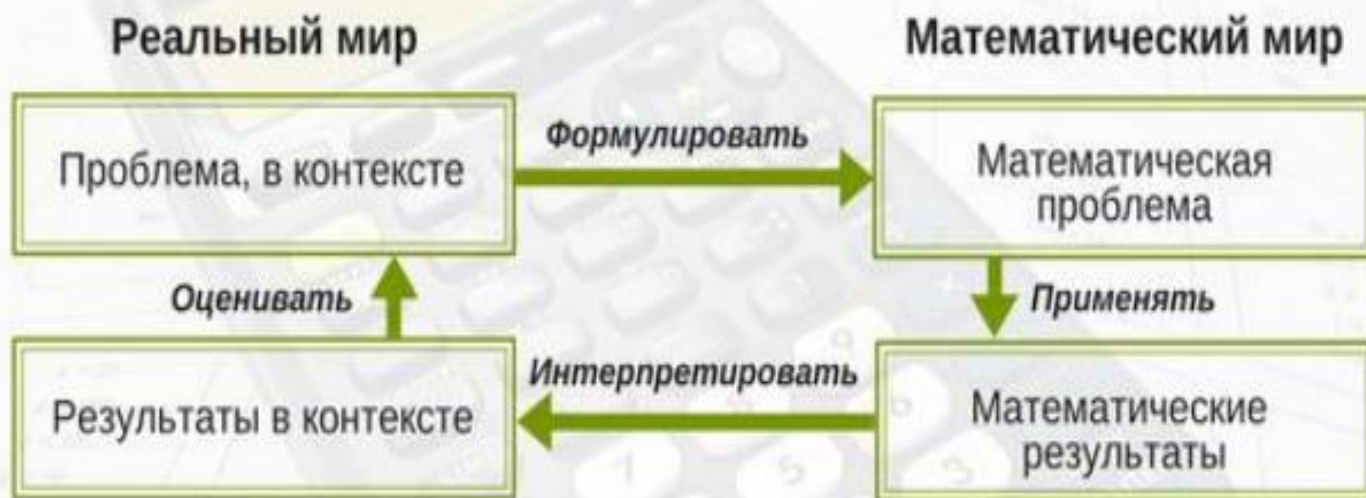 Реальный мир
Математический мир
Проблема, в контексте
Формулировать
Математическая
проблема
Оценивать
Применять
Результаты в контексте
Интерпретировать
Математические
результаты